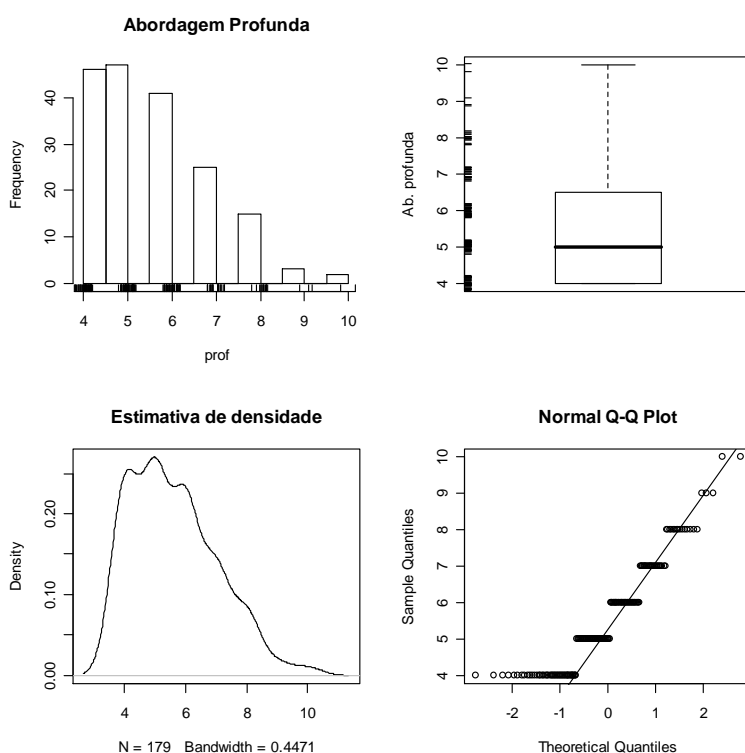 Abordagem Profunda
Frequency
0 10 20 30 40
4 5 6 7 8 9 10
prof
Ab. profunda
4 5 6 7 8 9 10
Estimativa de densidade
Density
0.00 0.10 0.20
4 6 8 10
N = 179 Bandwidth = 0.4471
Normal Q-Q Plot
Sample Quantiles
4 5 6 7 8 9 10
-2 -1 0 1 2
Theoretical Quantiles